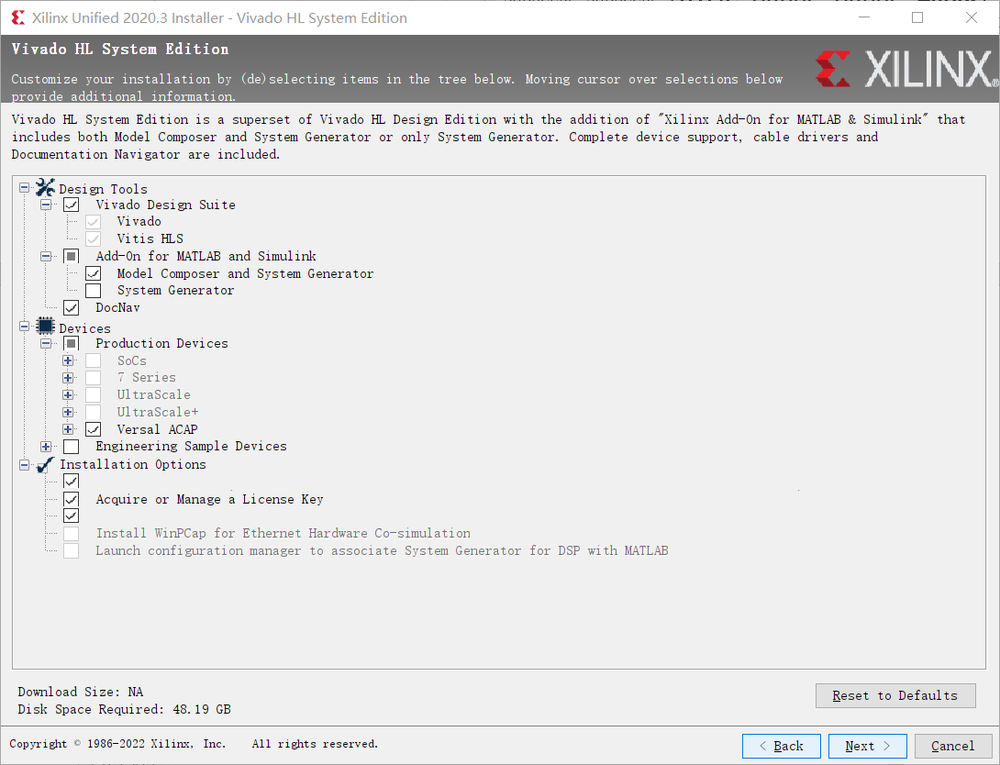 Xilinx Unified 2020.3 Installer - Vivado HL System Edition
Vivado HL System Edition
Customize your installation by (de)selecting items in the tree below. Moving cursor over selections below
provide additional information.
XILINX®
Vivado HL System Edition is a superset of Vivado HL Design Edition with the addition of "Xilinx Add-On for MATLAB & Simulink" that
includes both Model Composer and System Generator or only System Generator. Complete device support, cable drivers and
Documentation Navigator are included.
Design Tools
Vivado Design Suite
Vivado
Vitis HLS
Add-On for MATLAB and Simulink
Model Composer and System Generator
System Generator
DocNav
Devices
Production Devices
SoCs
7 Series
UltraScale
UltraScale+
Versal ACAP
Engineering Sample Devices
Installation Options
Acquire or Manage a License Key
Install WinPCap for Ethernet Hardware Co-simulation
Launch configuration manager to associate System Generator for DSP with MATLAB
Download Size: NA
Disk Space Required: 48.19 GB
Reset to Defaults
Copyright © 1986-2022 Xilinx, Inc. All rights reserved.
< Back
Next >
Cancel